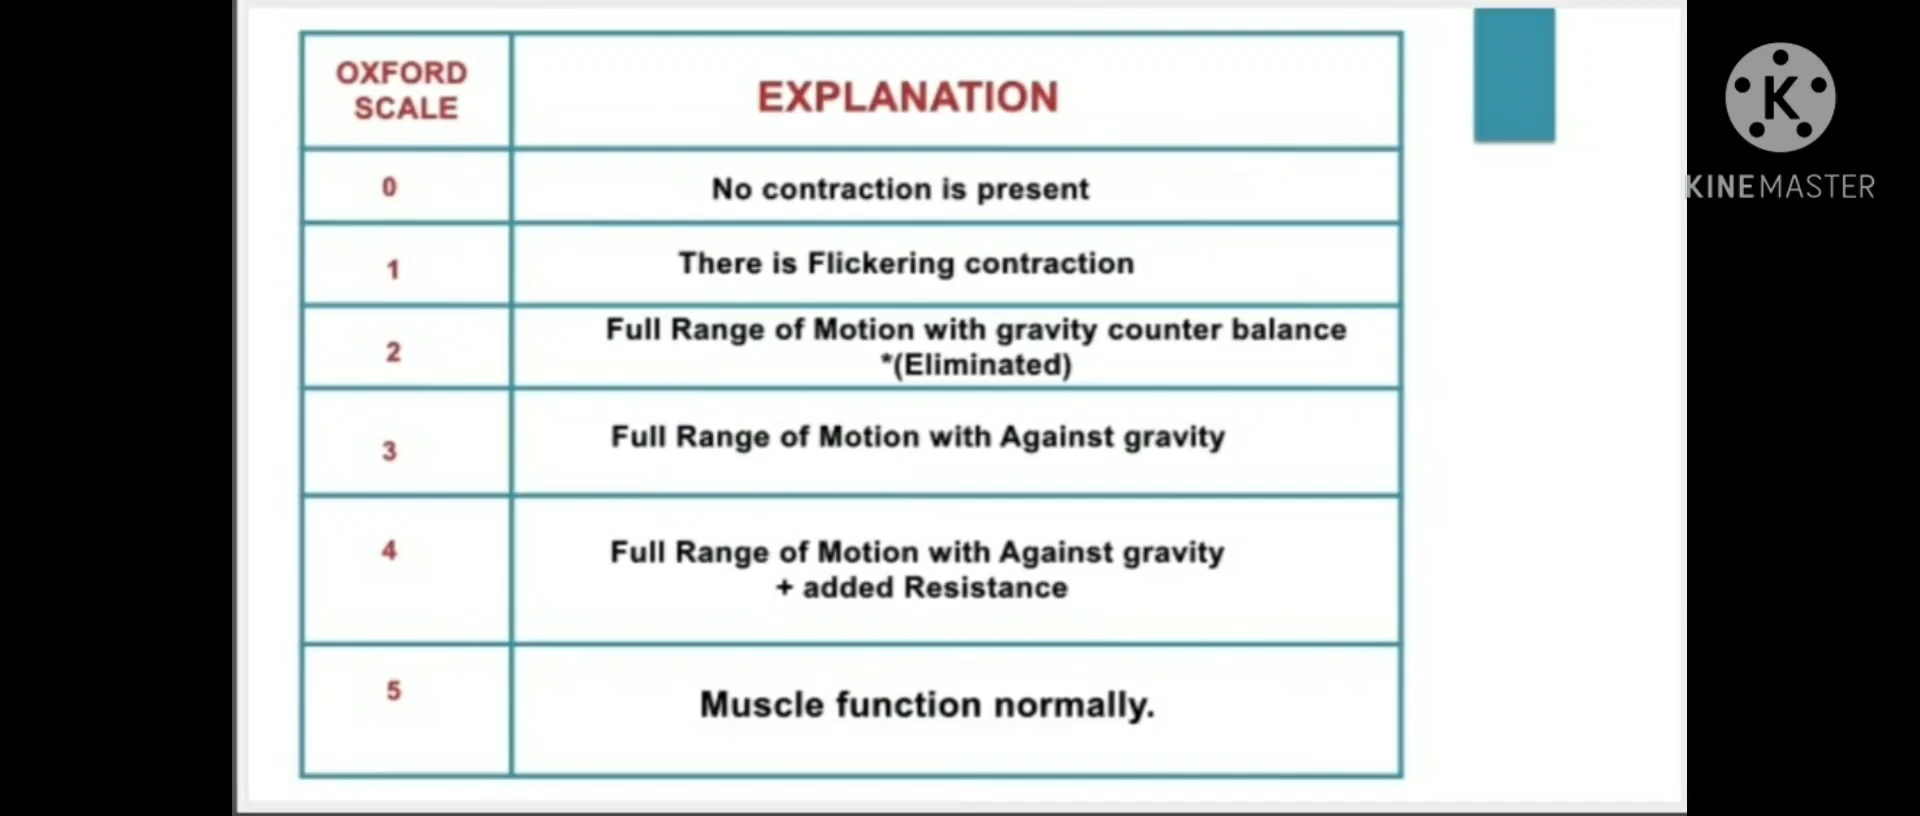 OXFORD
SCALE
EXPLANATION
0
No contraction is present
1
There is Flickering contraction
2
Full Range of Motion with gravity counter balance
*(Eliminated)
3
Full Range of Motion with Against gravity
4
Full Range of Motion with Against gravity
+ added Resistance
5
Muscle function normally.
K
KINEMASTER